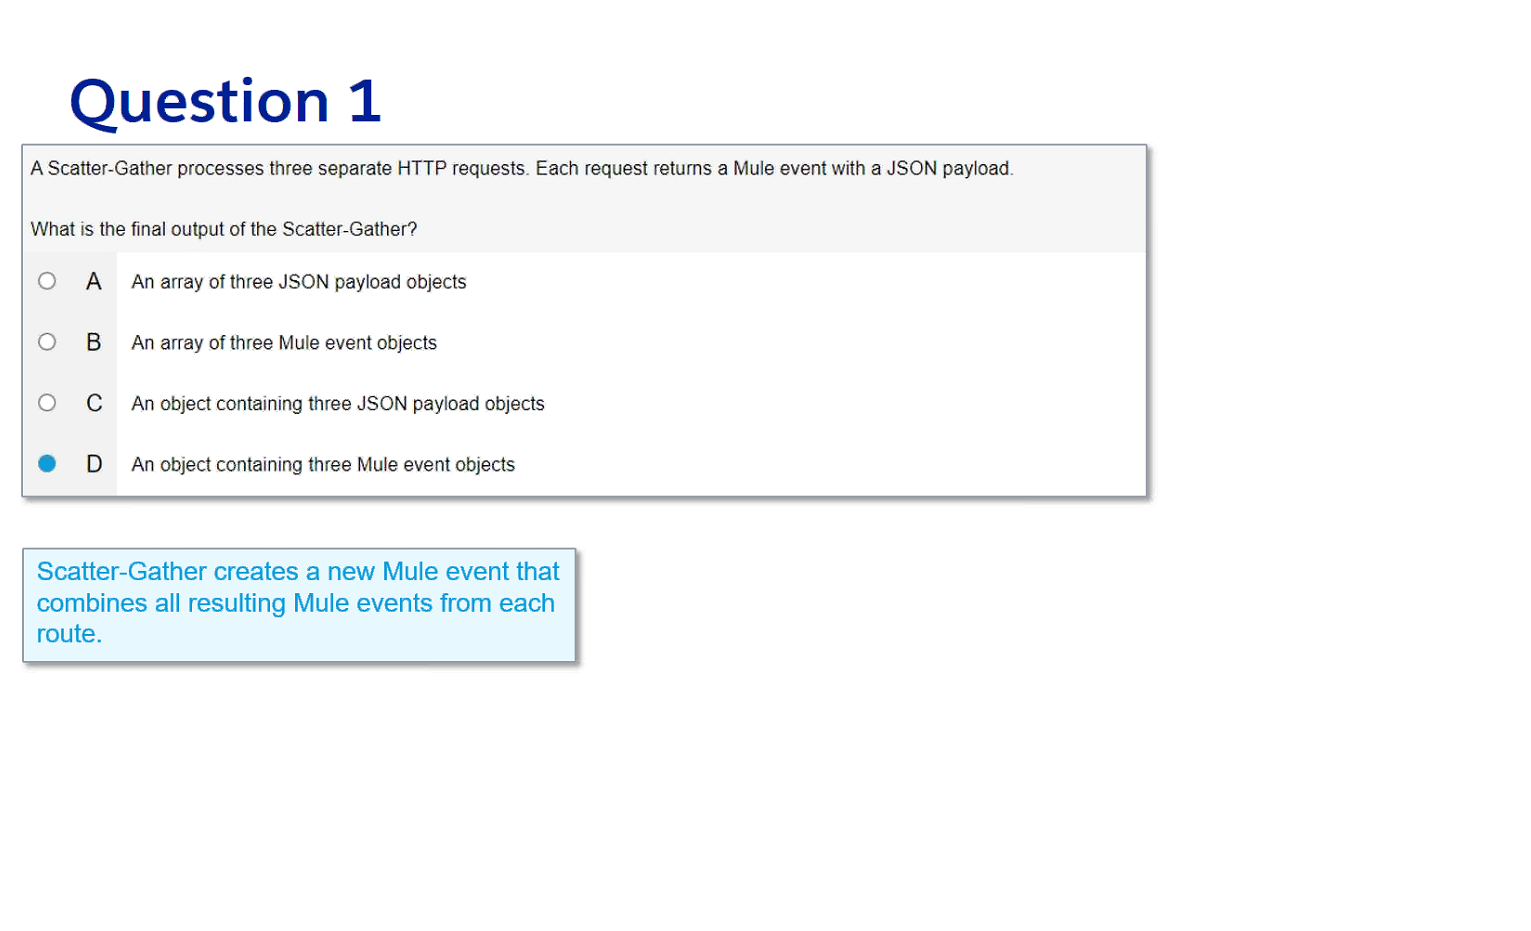 Question 1
A Scatter-Gather processes three separate HTTP requests. Each request returns a Mule event with a JSON payload.
What is the final output of the Scatter-Gather?
A An array of three JSON payload objects
B An array of three Mule event objects
C An object containing three JSON payload objects
D An object containing three Mule event objects
Scatter-Gather creates a new Mule event that
combines all resulting Mule events from each
route.